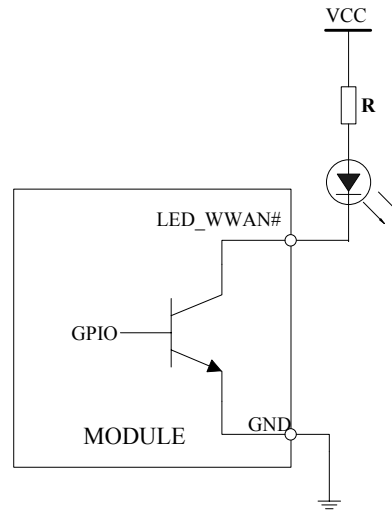 VCC
R
LED_WWAN#
GPIO
GND
MODULE